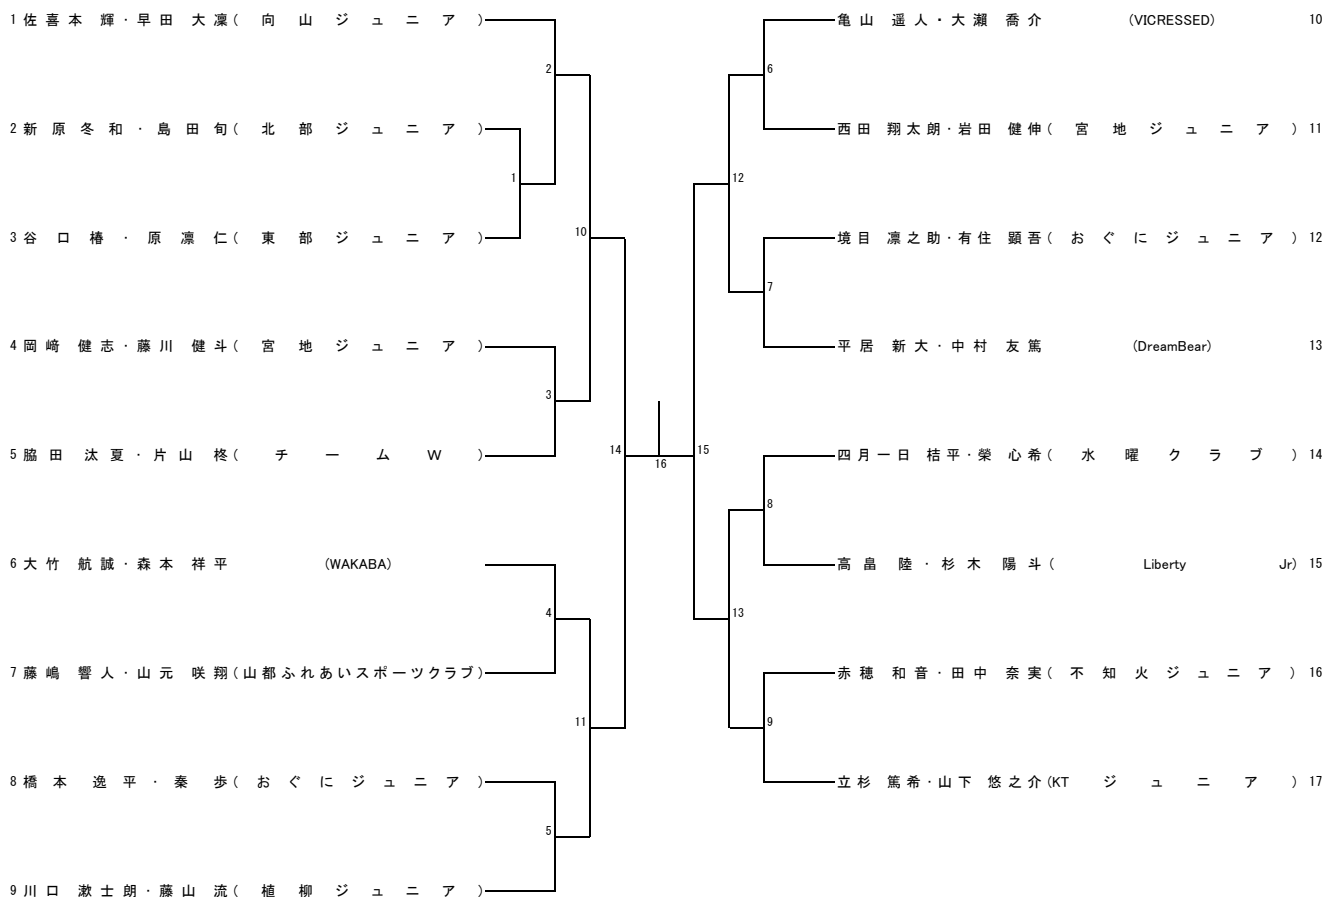 1 佐喜本 輝・早田 大凜(向山ジュニア)
2 新原冬和・島田旬(北部ジュニア)
3 谷口椿・原凛仁(東部ジュニア)
4 岡﨑 健志・藤川 健斗(宮地ジュニア)
5 脇田 汰夏・片山 柊(チームW)
6 大竹 航誠・森本 祥平 (WAKABA)
7 藤嶋 響人・山元 咲翔(山都ふれあいスポーツクラブ)
8 橋本 逸平・秦 歩(おぐにジュニア)
9 川口 漱士朗・藤山 流(植柳ジュニア)
2
1
10
3
14
4
11
5
16
6
12
7
15
8
13
9
亀山 遥人・大瀬 喬介 (VICRESSED) 10
西田 翔太朗・岩田 健伸(宮地ジュニア) 11
境目 凛之助・有住 顕吾(おぐにジュニア) 12
平居 新大・中村 友篤 (DreamBear) 13
四月一日 桔平・榮 心希(水曜クラブ) 14
高畠 陸・杉木 陽斗(Liberty Jr) 15
赤穂 和音・田中 奈実(不知火ジュニア) 16
立杉 篤希・山下 悠之介(KTジュニア) 17